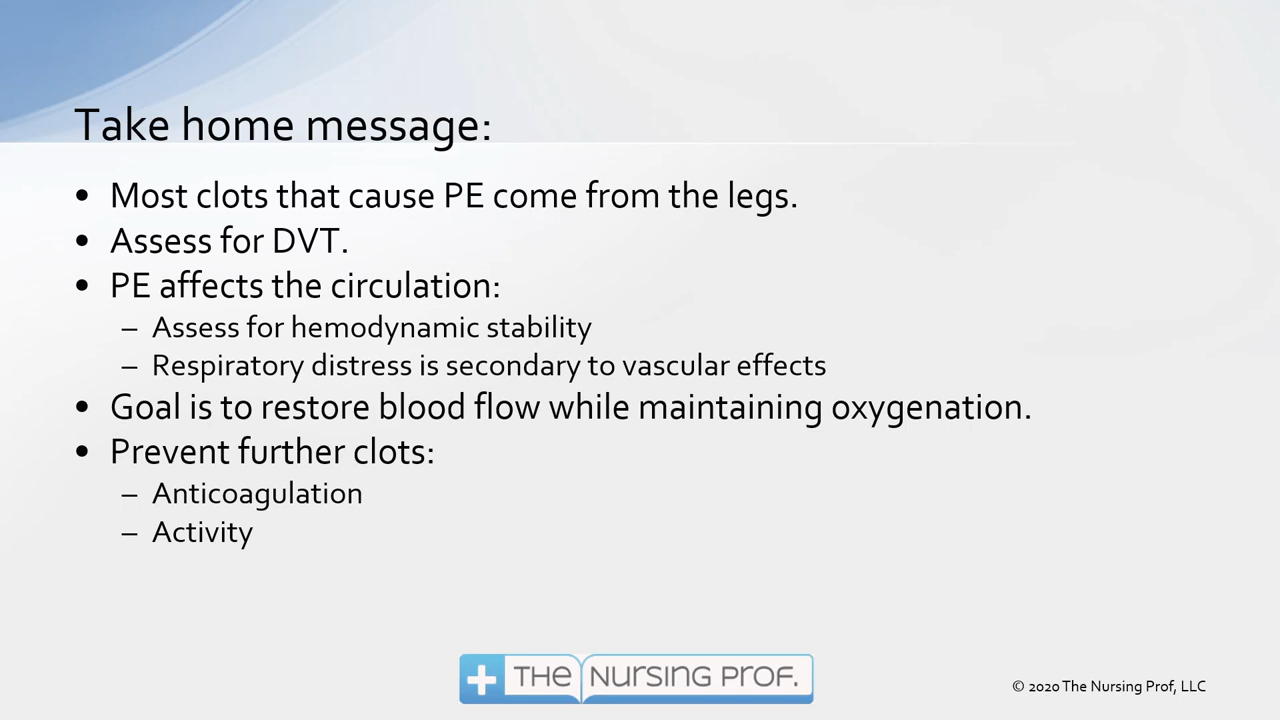 Take home message:
• Most clots that cause PE come from the legs.
• Assess for DVT.
• PE affects the circulation:
– Assess for hemodynamic stability
– Respiratory distress is secondary to vascular effects
• Goal is to restore blood flow while maintaining oxygenation.
• Prevent further clots:
– Anticoagulation
– Activity
THE NURSING PROF.
© 2020 The Nursing Prof, LLC